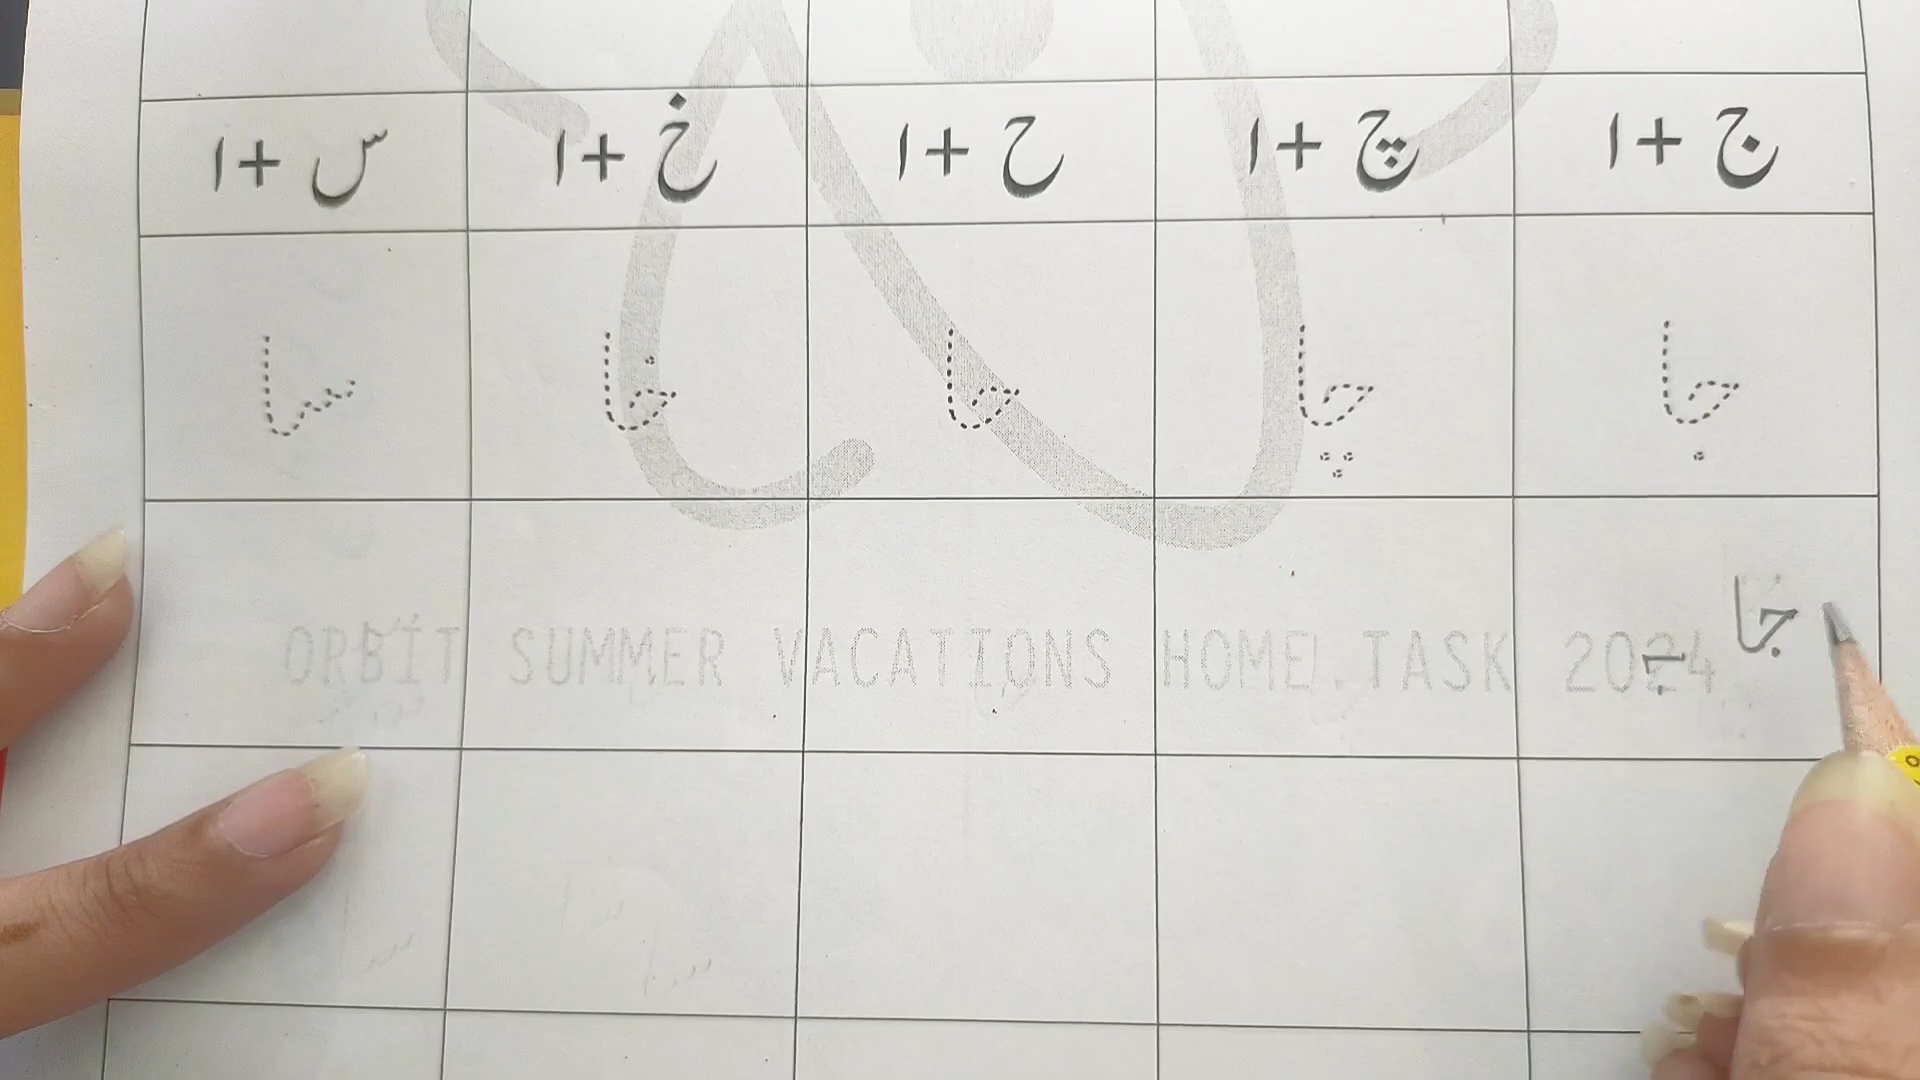 ج + ا چ + ا ح + ا خ + ا س + ا
جا چا حا خا سا
جا
ORBIT SUMMER VACATIONS HOME TASK 2024